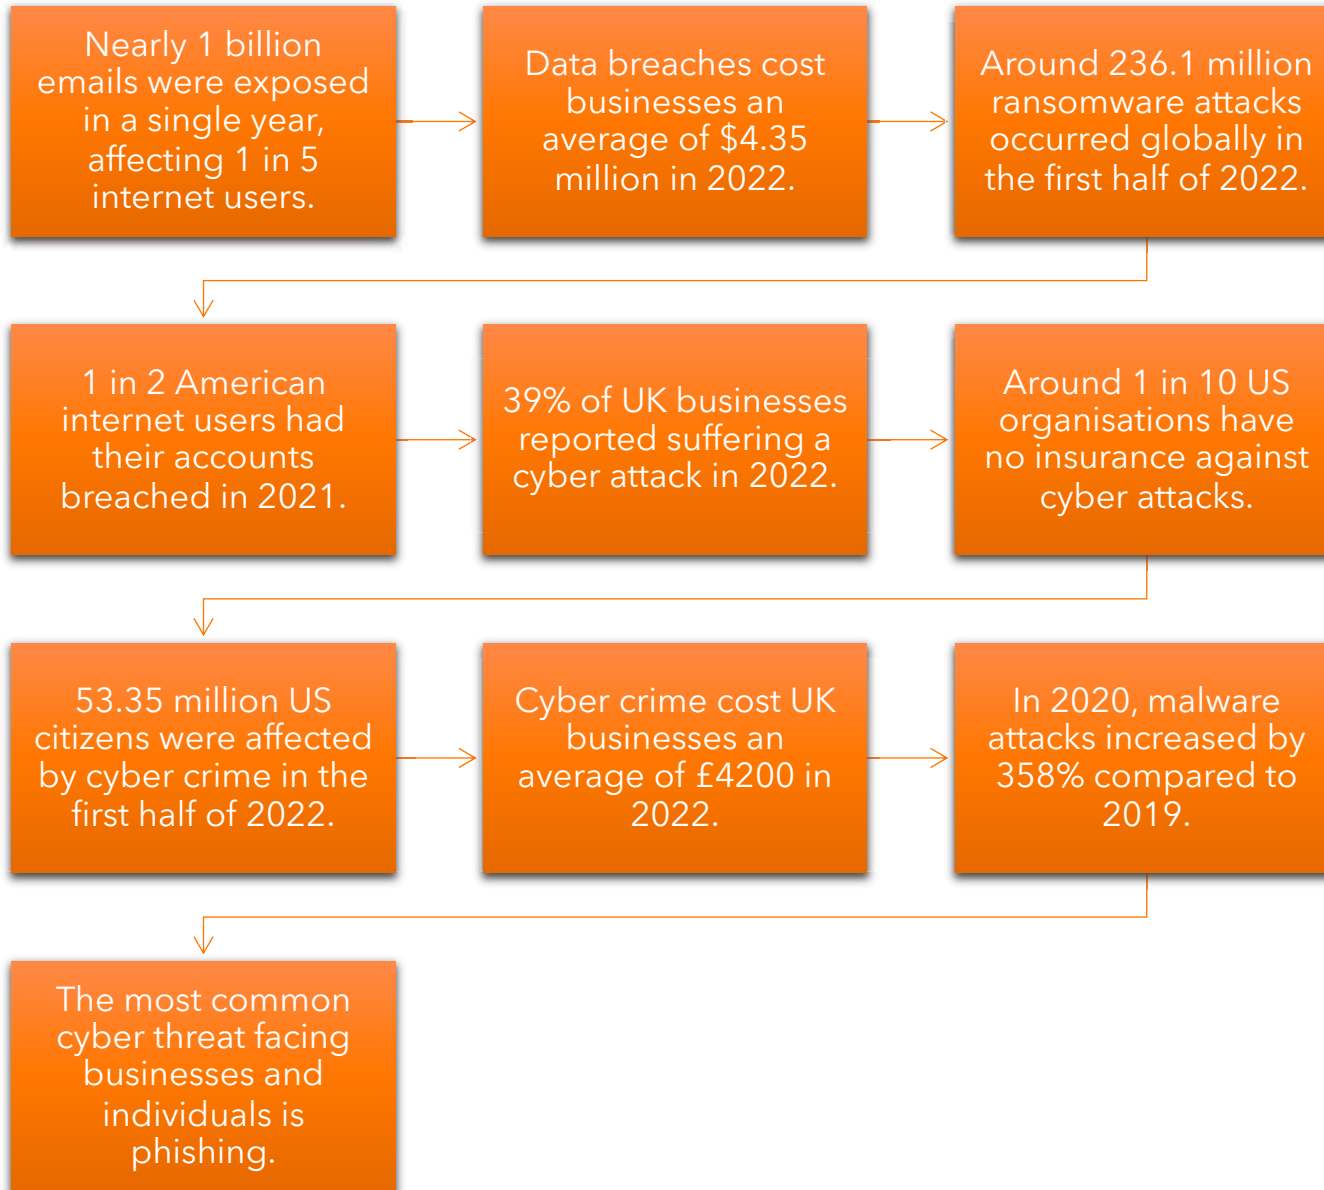 Nearly 1 billion
emails were exposed
in a single year,
affecting 1 in 5
internet users.
Data breaches cost
businesses an
average of $4.35
million in 2022.
Around 236.1 million
ransomware attacks
occurred globally in
the first half of 2022.
1 in 2 American
internet users had
their accounts
breached in 2021.
39% of UK businesses
reported suffering a
cyber attack in 2022.
Around 1 in 10 US
organisations have
no insurance against
cyber attacks.
53.35 million US
citizens were affected
by cyber crime in the
first half of 2022.
Cyber crime cost UK
businesses an
average of £4200 in
2022.
In 2020, malware
attacks increased by
358% compared to
2019.
The most common
cyber threat facing
businesses and
individuals is
phishing.